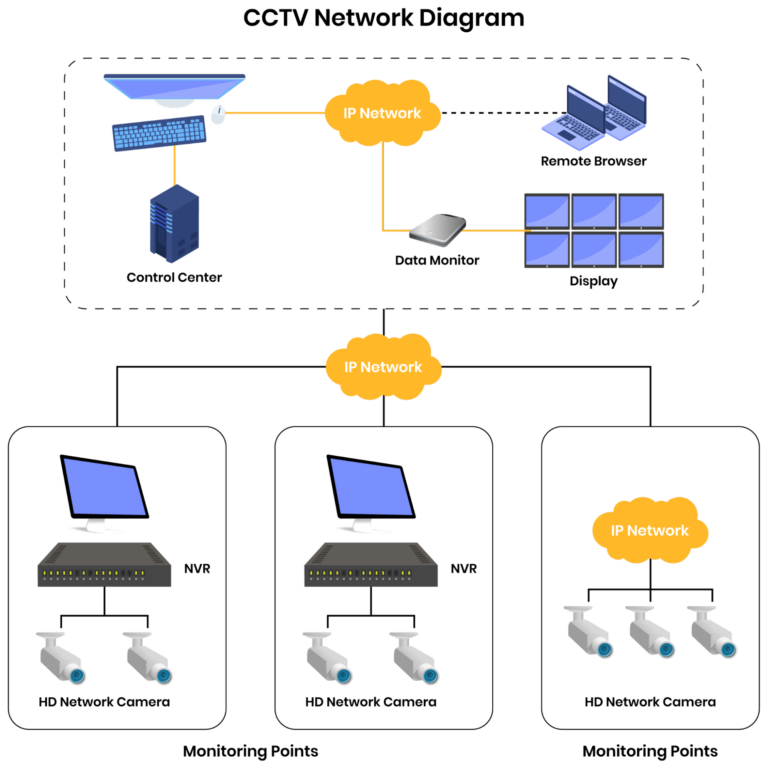 CCTV Network Diagram
IP Network
Remote Browser
Data Monitor
Control Center
Display
IP Network
NVR
HD Network Camera
NVR
HD Network Camera
IP Network
HD Network Camera
Monitoring Points
Monitoring Points